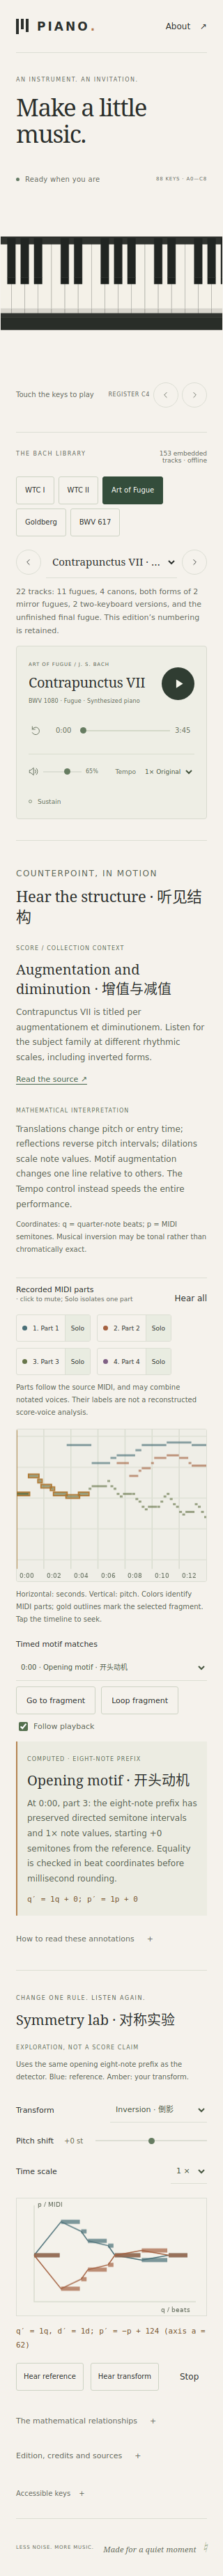 PIANO.
About ↗
AN INSTRUMENT. AN INVITATION.
Make a little
music.
Ready when you are
88 KEYS · A0—C8
Touch the keys to play
REGISTER C4
THE BACH LIBRARY
153 embedded
tracks · offline
WTC I
WTC II
Art of Fugue
Goldberg
BWV 617
Contrapunctus VII · ...
22 tracks: 11 fugues, 4 canons, both forms of 2
mirror fugues, 2 two-keyboard versions, and the
unfinished final fugue. This edition's numbering
is retained.
ART OF FUGUE / J. S. BACH
Contrapunctus VII
BWV 1080 · Fugue · Synthesized piano
0:00
3:45
65%
Tempo
1× Original
Sustain
COUNTERPOINT, IN MOTION
Hear the structure · 听见结
构
SCORE / COLLECTION CONTEXT
Augmentation and
diminution · 增值与减值
Contrapunctus VII is titled per
augmentationem et diminutionem. Listen for
the subject family at different rhythmic
scales, including inverted forms.
Read the source ↗
MATHEMATICAL INTERPRETATION
Translations change pitch or entry time;
reflections reverse pitch intervals; dilations
scale note values. Motif augmentation
changes one line relative to others. The
Tempo control instead speeds the entire
performance.
Coordinates: q = quarter-note beats; p = MIDI
semitones. Musical inversion may be tonal rather than
chromatically exact.
Recorded MIDI parts
· click to mute; Solo isolates one part
Hear all
1. Part 1
Solo
2. Part 2
Solo
3. Part 3
Solo
4. Part 4
Solo
Parts follow the source MIDI, and may combine
notated voices. Their labels are not a reconstructed
score-voice analysis.
0:00 0:02 0:04 0:06 0:08 0:10 0:12
Horizontal: seconds. Vertical: pitch. Colors identify
MIDI parts; gold outlines mark the selected fragment.
Tap the timeline to seek.
Timed motif matches
0:00 · Opening motif · 开头动机
Go to fragment
Loop fragment
Follow playback
COMPUTED · EIGHT-NOTE PREFIX
Opening motif · 开头动机
At 0:00, part 3: the eight-note prefix has
preserved directed semitone intervals
and 1× note values, starting +0
semitones from the reference. Equality
is checked in beat coordinates before
millisecond rounding.
q′ = 1q + 0; p′ = 1p + 0
How to read these annotations +
CHANGE ONE RULE. LISTEN AGAIN.
Symmetry lab · 对称实验
EXPLORATION, NOT A SCORE CLAIM
Uses the same opening eight-note prefix as the
detector. Blue: reference. Amber: your transform.
Transform
Inversion · 倒影
Pitch shift +0 st
Time scale
1 ×
p / MIDI
q / beats
q′ = 1q, d′ = 1d; p′ = −p + 124 (axis a =
62)
Hear reference
Hear transform
Stop
The mathematical relationships +
Edition, credits and sources +
Accessible keys +
LESS NOISE. MORE MUSIC.
Made for a quiet moment